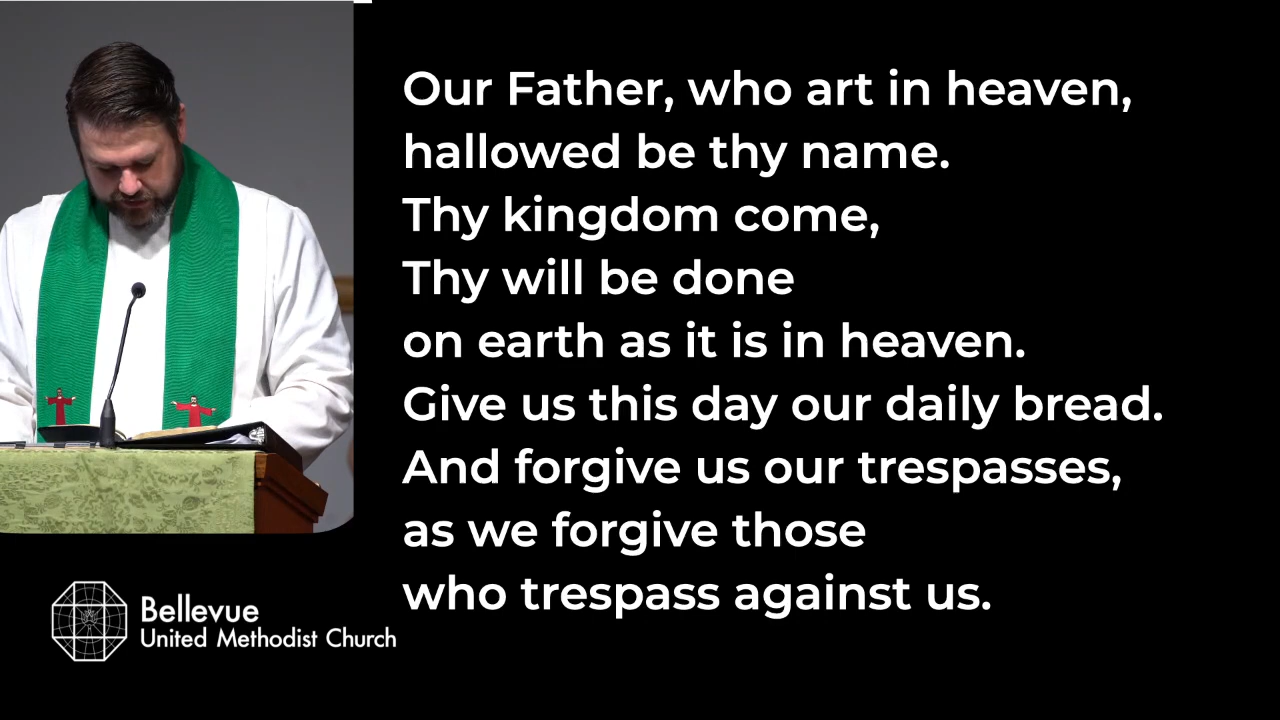 Our Father, who art in heaven,
hallowed be thy name.
Thy kingdom come,
Thy will be done
on earth as it is in heaven.
Give us this day our daily bread.
And forgive us our trespasses,
as we forgive those
who trespass against us.
Bellevue
United Methodist Church